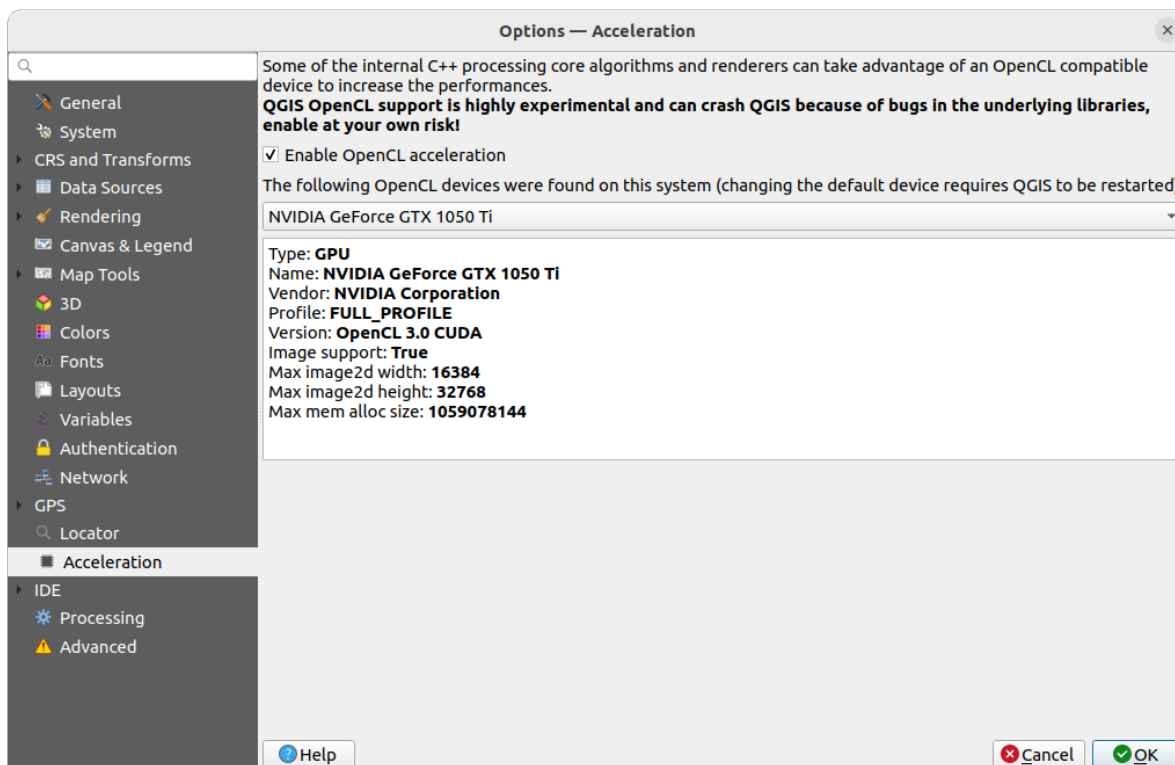 Options — Acceleration
General
System
CRS and Transforms
Data Sources
Rendering
Canvas & Legend
Map Tools
3D
Colors
Aa Fonts
Layouts
ε Variables
Authentication
Network
GPS
Locator
Acceleration
IDE
Processing
Advanced
Some of the internal C++ processing core algorithms and renderers can take advantage of an OpenCL compatible
device to increase the performances.
QGIS OpenCL support is highly experimental and can crash QGIS because of bugs in the underlying libraries,
enable at your own risk!
Enable OpenCL acceleration
The following OpenCL devices were found on this system (changing the default device requires QGIS to be restarted)
NVIDIA GeForce GTX 1050 Ti
Type: GPU
Name: NVIDIA GeForce GTX 1050 Ti
Vendor: NVIDIA Corporation
Profile: FULL_PROFILE
Version: OpenCL 3.0 CUDA
Image support: True
Max image2d width: 16384
Max image2d height: 32768
Max mem alloc size: 1059078144
? Help
Cancel
OK